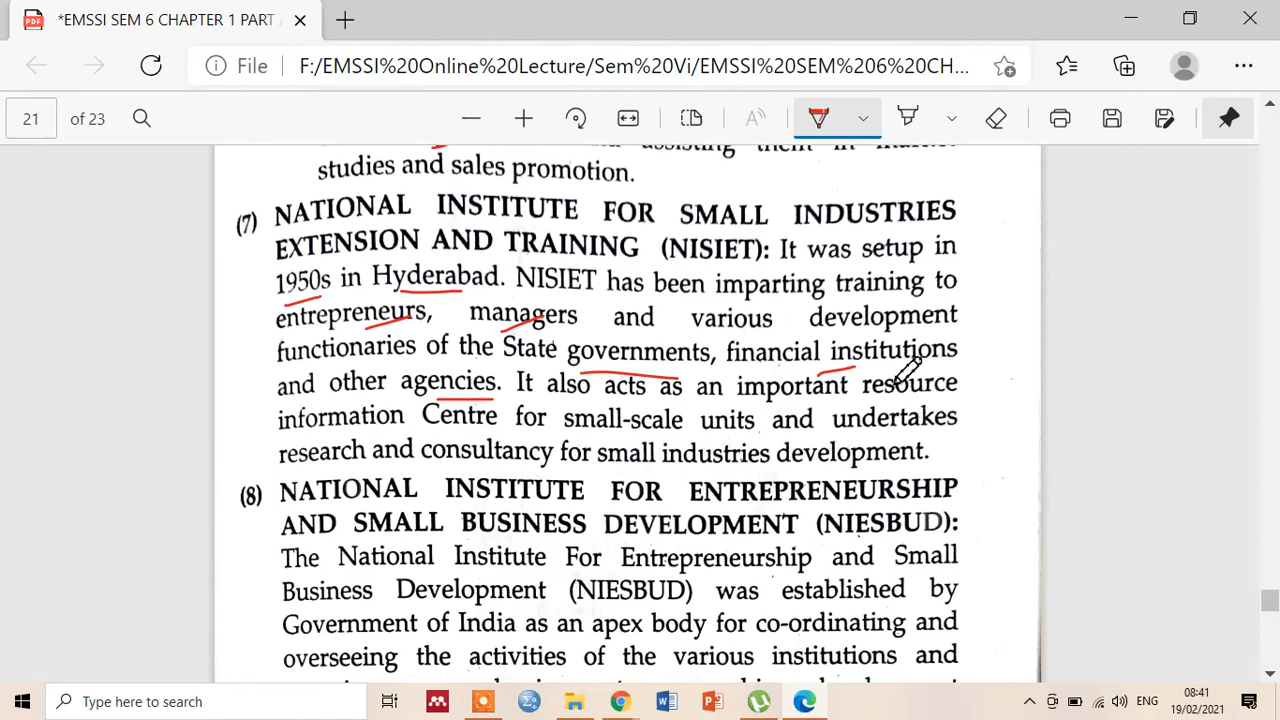 *EMSSI SEM 6 CHAPTER 1 PART
File F:/EMSSI%20Online%20Lecture/Sem%20Vi/EMSSI%20SEM%206%20CH...
21 of 23
assisting them in market
studies and sales promotion.
(7) NATIONAL INSTITUTE FOR SMALL INDUSTRIES
EXTENSION AND TRAINING (NISIET): It was setup in
1950s in Hyderabad. NISIET has been imparting training to
entrepreneurs, managers and various development
functionaries of the State governments, financial institutions
and other agencies. It also acts as an important resource
information Centre for small-scale units and undertakes
research and consultancy for small industries development.
(8) NATIONAL INSTITUTE FOR ENTREPRENEURSHIP
AND SMALL BUSINESS DEVELOPMENT (NIESBUD):
The National Institute For Entrepreneurship and Small
Business Development (NIESBUD) was established by
Government of India as an apex body for co-ordinating and
overseeing the activities of the various institutions and
Type here to search
ENG
08:41
19/02/2021